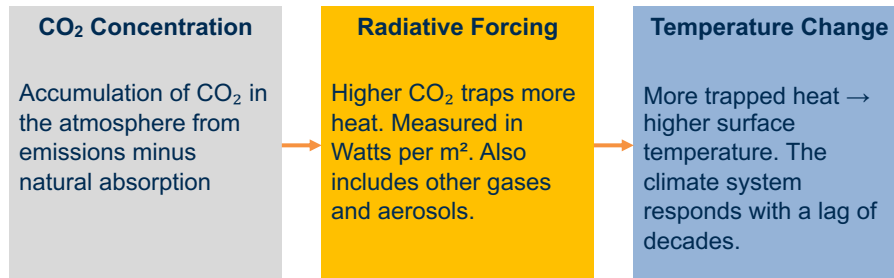 CO₂ Concentration
Accumulation of CO₂ in
the atmosphere from
emissions minus
natural absorption
Radiative Forcing
Higher CO₂ traps more
heat. Measured in
Watts per m². Also
includes other gases
and aerosols.
Temperature Change
More trapped heat →
higher surface
temperature. The
climate system
responds with a lag of
decades.